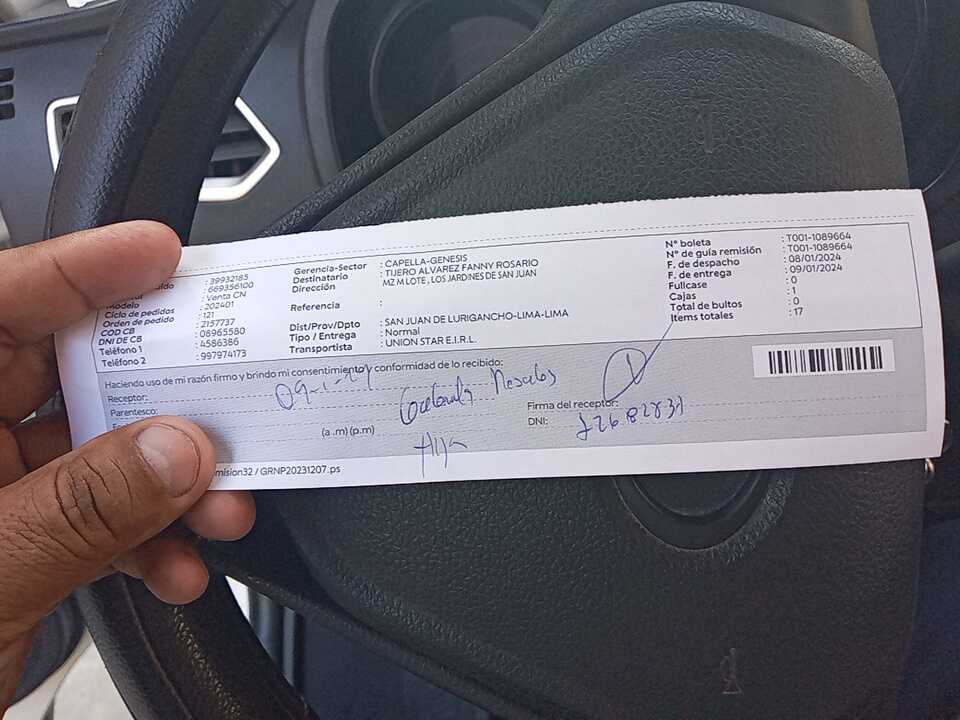 : 39932185
: 669356100
: Venta CN
Modelo : 202401
Ciclo de pedidos : 121
Orden de pedido : 2157737
COD CB : 08965580
DNI DE CB : 4586386
Teléfono 1 : 997974173
Teléfono 2
Gerencia-Sector : CAPELLA-GENESIS
Destinatario : TIJERO ALVAREZ FANNY ROSARIO
Dirección : MZ M LOTE , LOS JARDINES DE SAN JUAN
Referencia :
Dist/Prov/Dpto : SAN JUAN DE LURIGANCHO-LIMA-LIMA
Tipo / Entrega : Normal
Transportista : UNION STAR E.I.R.L.
N° boleta : T001-1089664
N° de guía remisión : T001-1089664
F. de despacho : 08/01/2024
F. de entrega : 09/01/2024
Fullcase : 0
Cajas : 1
Total de bultos : 0
Items totales : 17
Haciendo uso de mi razón firmo y brindo mi consentimiento y conformidad de lo recibido:
Receptor:
Parentesco:
(a .m) (p.m)
Hija
Firma del receptor:
DNI:
mision32 / GRNP20231207.ps